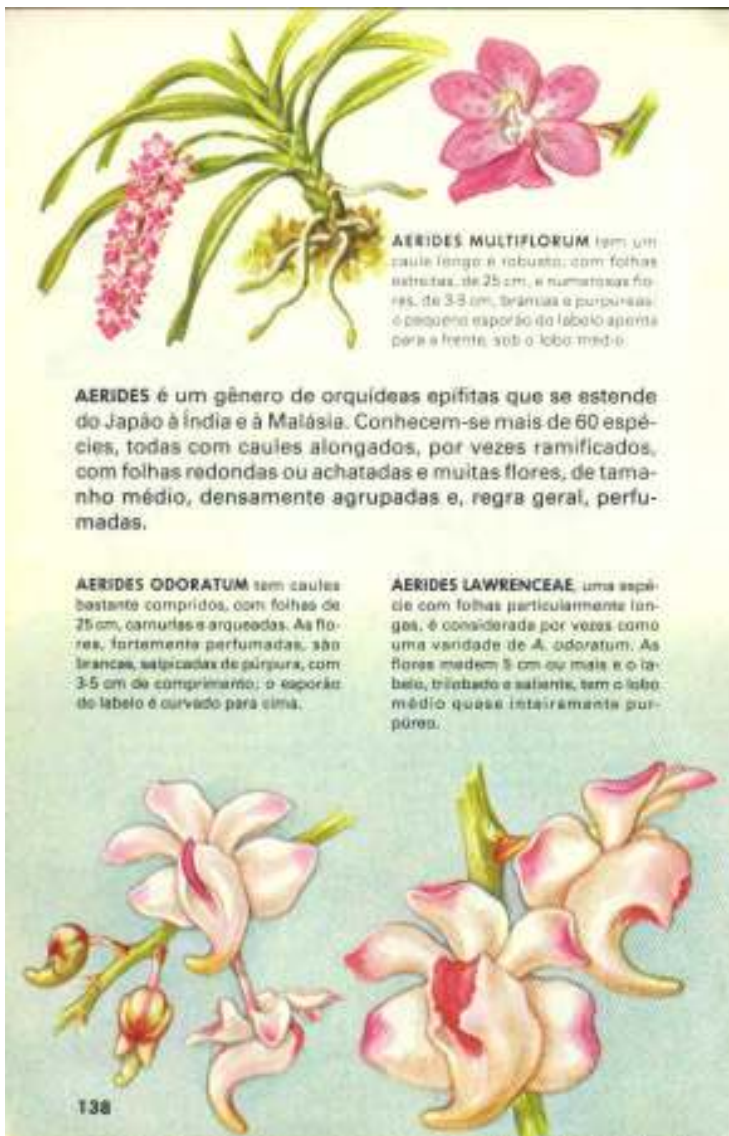 AERIDES MULTIFLORUM tem um
caule longo e robusto, com folhas
estreitas, de 25 cm, e numerosas flo-
res, de 3-3 cm, brancas e purpúreas;
o pequeno esporão do labelo aponta
para a frente, sob o lobo médio.
AERIDES é um gênero de orquídeas epífitas que se estende
do Japão à Índia e à Malásia. Conhecem-se mais de 60 espé-
cies, todas com caules alongados, por vezes ramificados,
com folhas redondas ou achatadas e muitas flores, de tama-
nho médio, densamente agrupadas e, regra geral, perfu-
madas.
AERIDES ODORATUM tem caules
bastante compridos, com folhas de
25 cm, carnudas e arqueadas. As flo-
res, fortemente perfumadas, são
brancas, salpicadas de púrpura, com
3-5 cm de comprimento; o esporão
do labelo é curvado para cima.
AERIDES LAWRENCEAE, uma espé-
cie com folhas particularmente lon-
gas, é considerada por vezes como
uma varidade de A. odoratum. As
flores medem 5 cm ou mais e o la-
belo, trilobado e saliente, tem o lobo
médio quase inteiramente pur-
púreo.
138